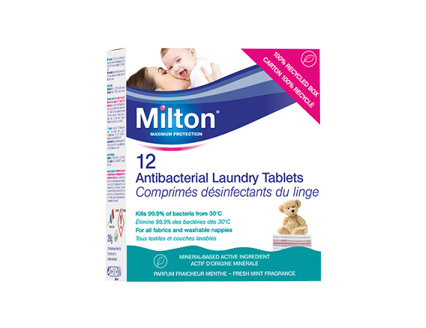 100% RECYCLED BOX
CARTON 100% RECYCLÉ
Milton®
MAXIMUM PROTECTION
12
Antibacterial Laundry Tablets
Comprimés désinfectants du linge
Kills 99.9% of bacteria from 30°C
Élimine 99.9% des bactéries dès 30°C
For all fabrics and washable nappies
Tous textiles et couches lavables
MINERAL-BASED ACTIVE INGREDIENT
ACTIF D'ORIGINE MINÉRALE
PARFUM FRAICHEUR MENTHE – FRESH MINT FRAGRANCE